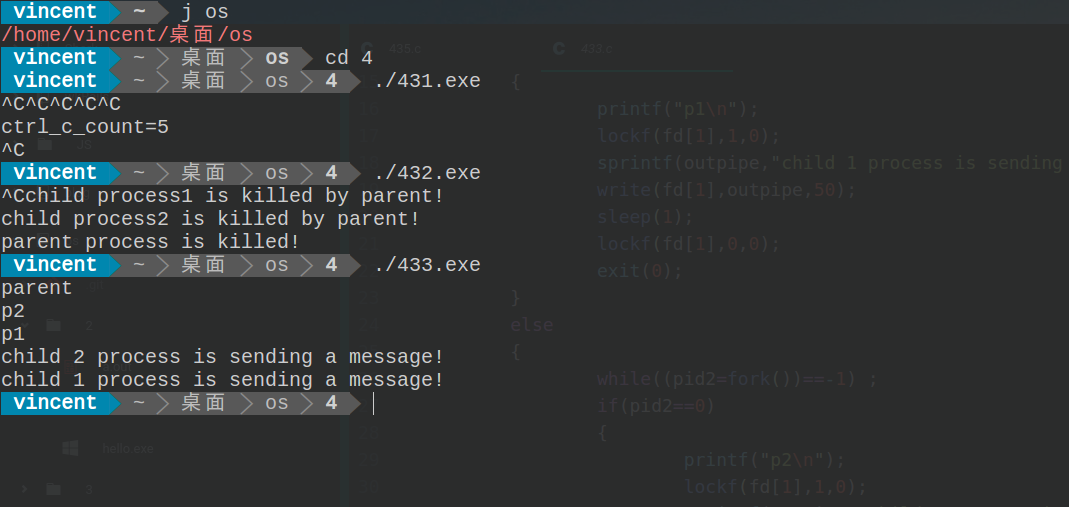 vincent ~ j os
/home/vincent/桌面/os
vincent ~ 桌面 os cd 4
vincent ~ 桌面 os 4 ./431.exe
^C^C^C^C^C
ctrl_c_count=5
^C
vincent ~ 桌面 os 4 ./432.exe
^Cchild process1 is killed by parent!
child process2 is killed by parent!
parent process is killed!
vincent ~ 桌面 os 4 ./433.exe
parent
p2
p1
child 2 process is sending a message!
child 1 process is sending a message!
vincent ~ 桌面 os 4
C 435.c C 433.c
{
printf("p1\n");
lockf(fd[1],1,0);
sprintf(outpipe,"child 1 process is sending
write(fd[1],outpipe,50);
sleep(1);
lockf(fd[1],0,0);
exit(0);
}
else
{
while((pid2=fork())==-1) ;
if(pid2==0)
{
printf("p2\n");
lockf(fd[1],1,0);
JS
2
hello.exe